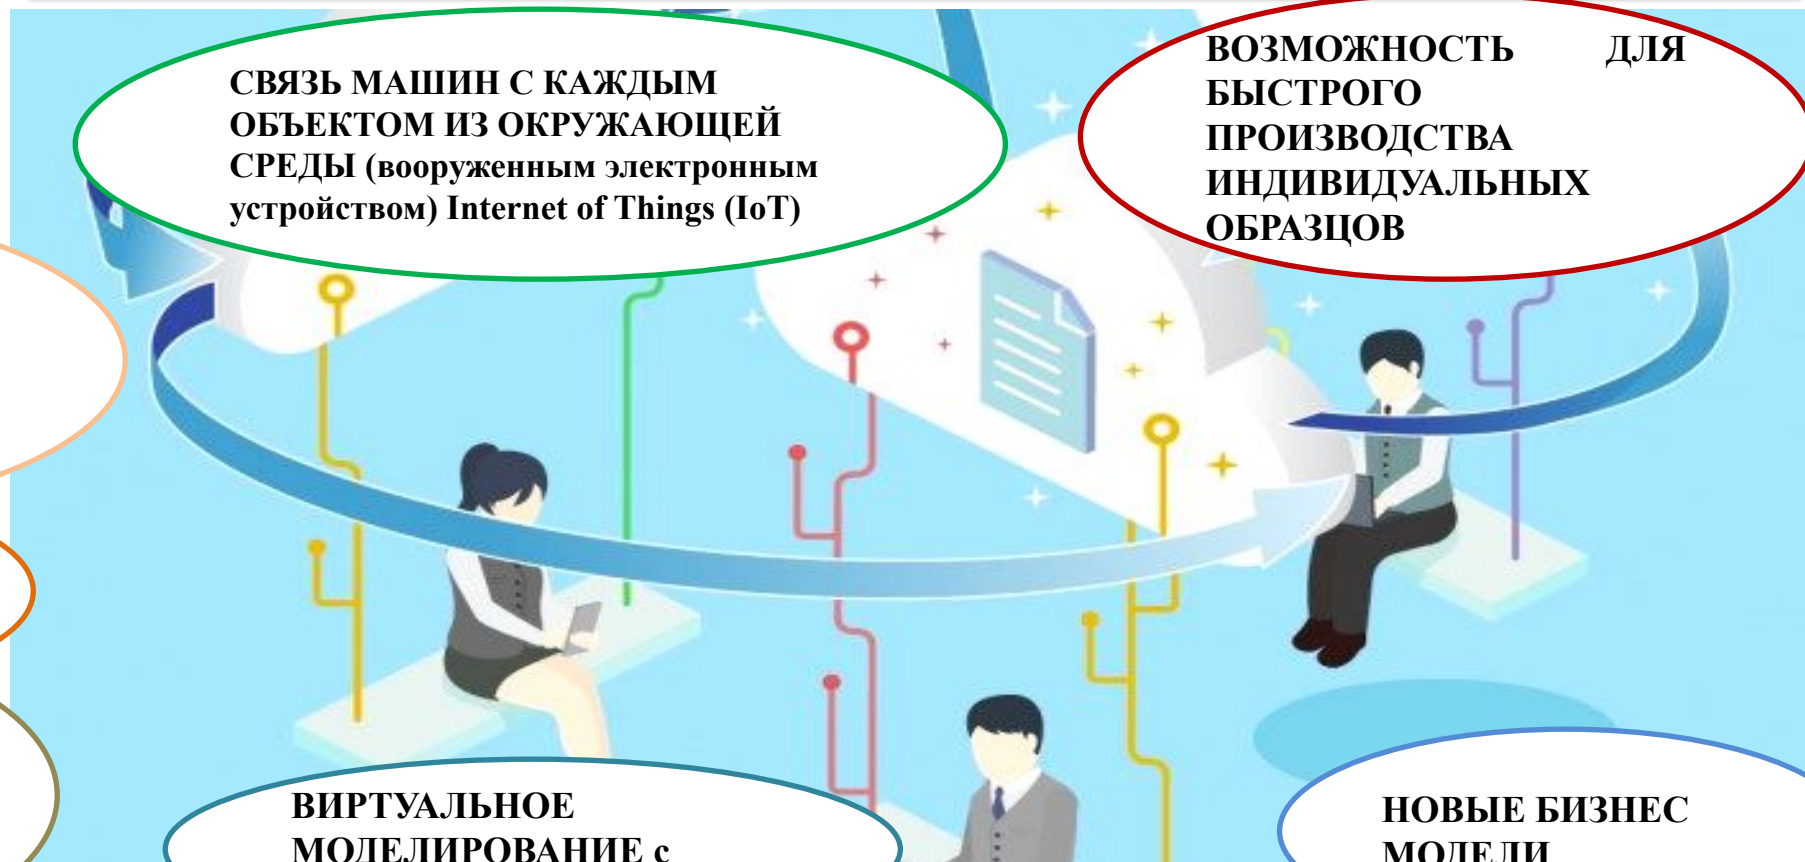 СВЯЗЬ МАШИН С КАЖДЫМ
ОБЪЕКТОМ ИЗ ОКРУЖАЮЩЕЙ
СРЕДЫ (вооруженным электронным
устройством) Internet of Things (IoT)
ВОЗМОЖНОСТЬ ДЛЯ
БЫСТРОГО
ПРОИЗВОДСТВА
ИНДИВИДУАЛЬНЫХ
ОБРАЗЦОВ
ВИРТУАЛЬНОЕ
МОДЕЛИРОВАНИЕ с
НОВЫЕ БИЗНЕС
МОДЕЛИ